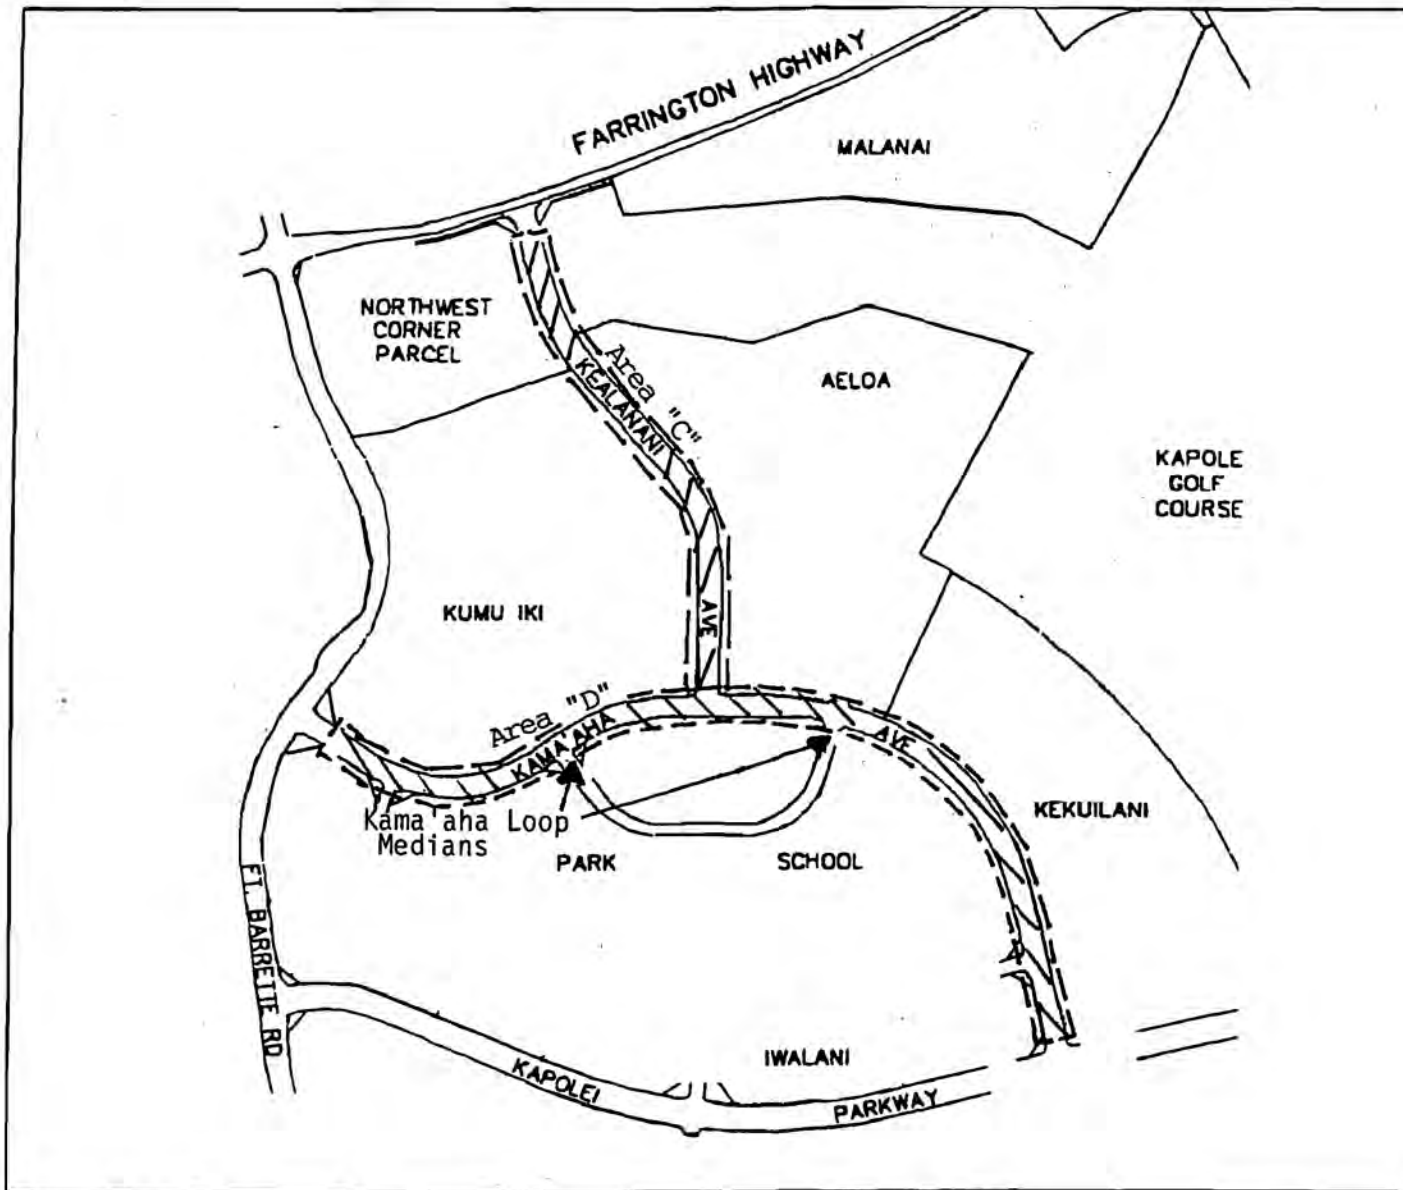 FARRINGTON HIGHWAY
MALANAI
NORTHWEST
CORNER
PARCEL
Area "C"
KEALANANI
AVE
AELOA
KAPOLE
GOLF
COURSE
KUMU IKI
Area "D"
KAMA'AHA
AVE
Kama'aha Loop
Medians
PARK
SCHOOL
KEKUILANI
FT. BARRETTE RD
IWALANI
KAPOLEI
PARKWAY